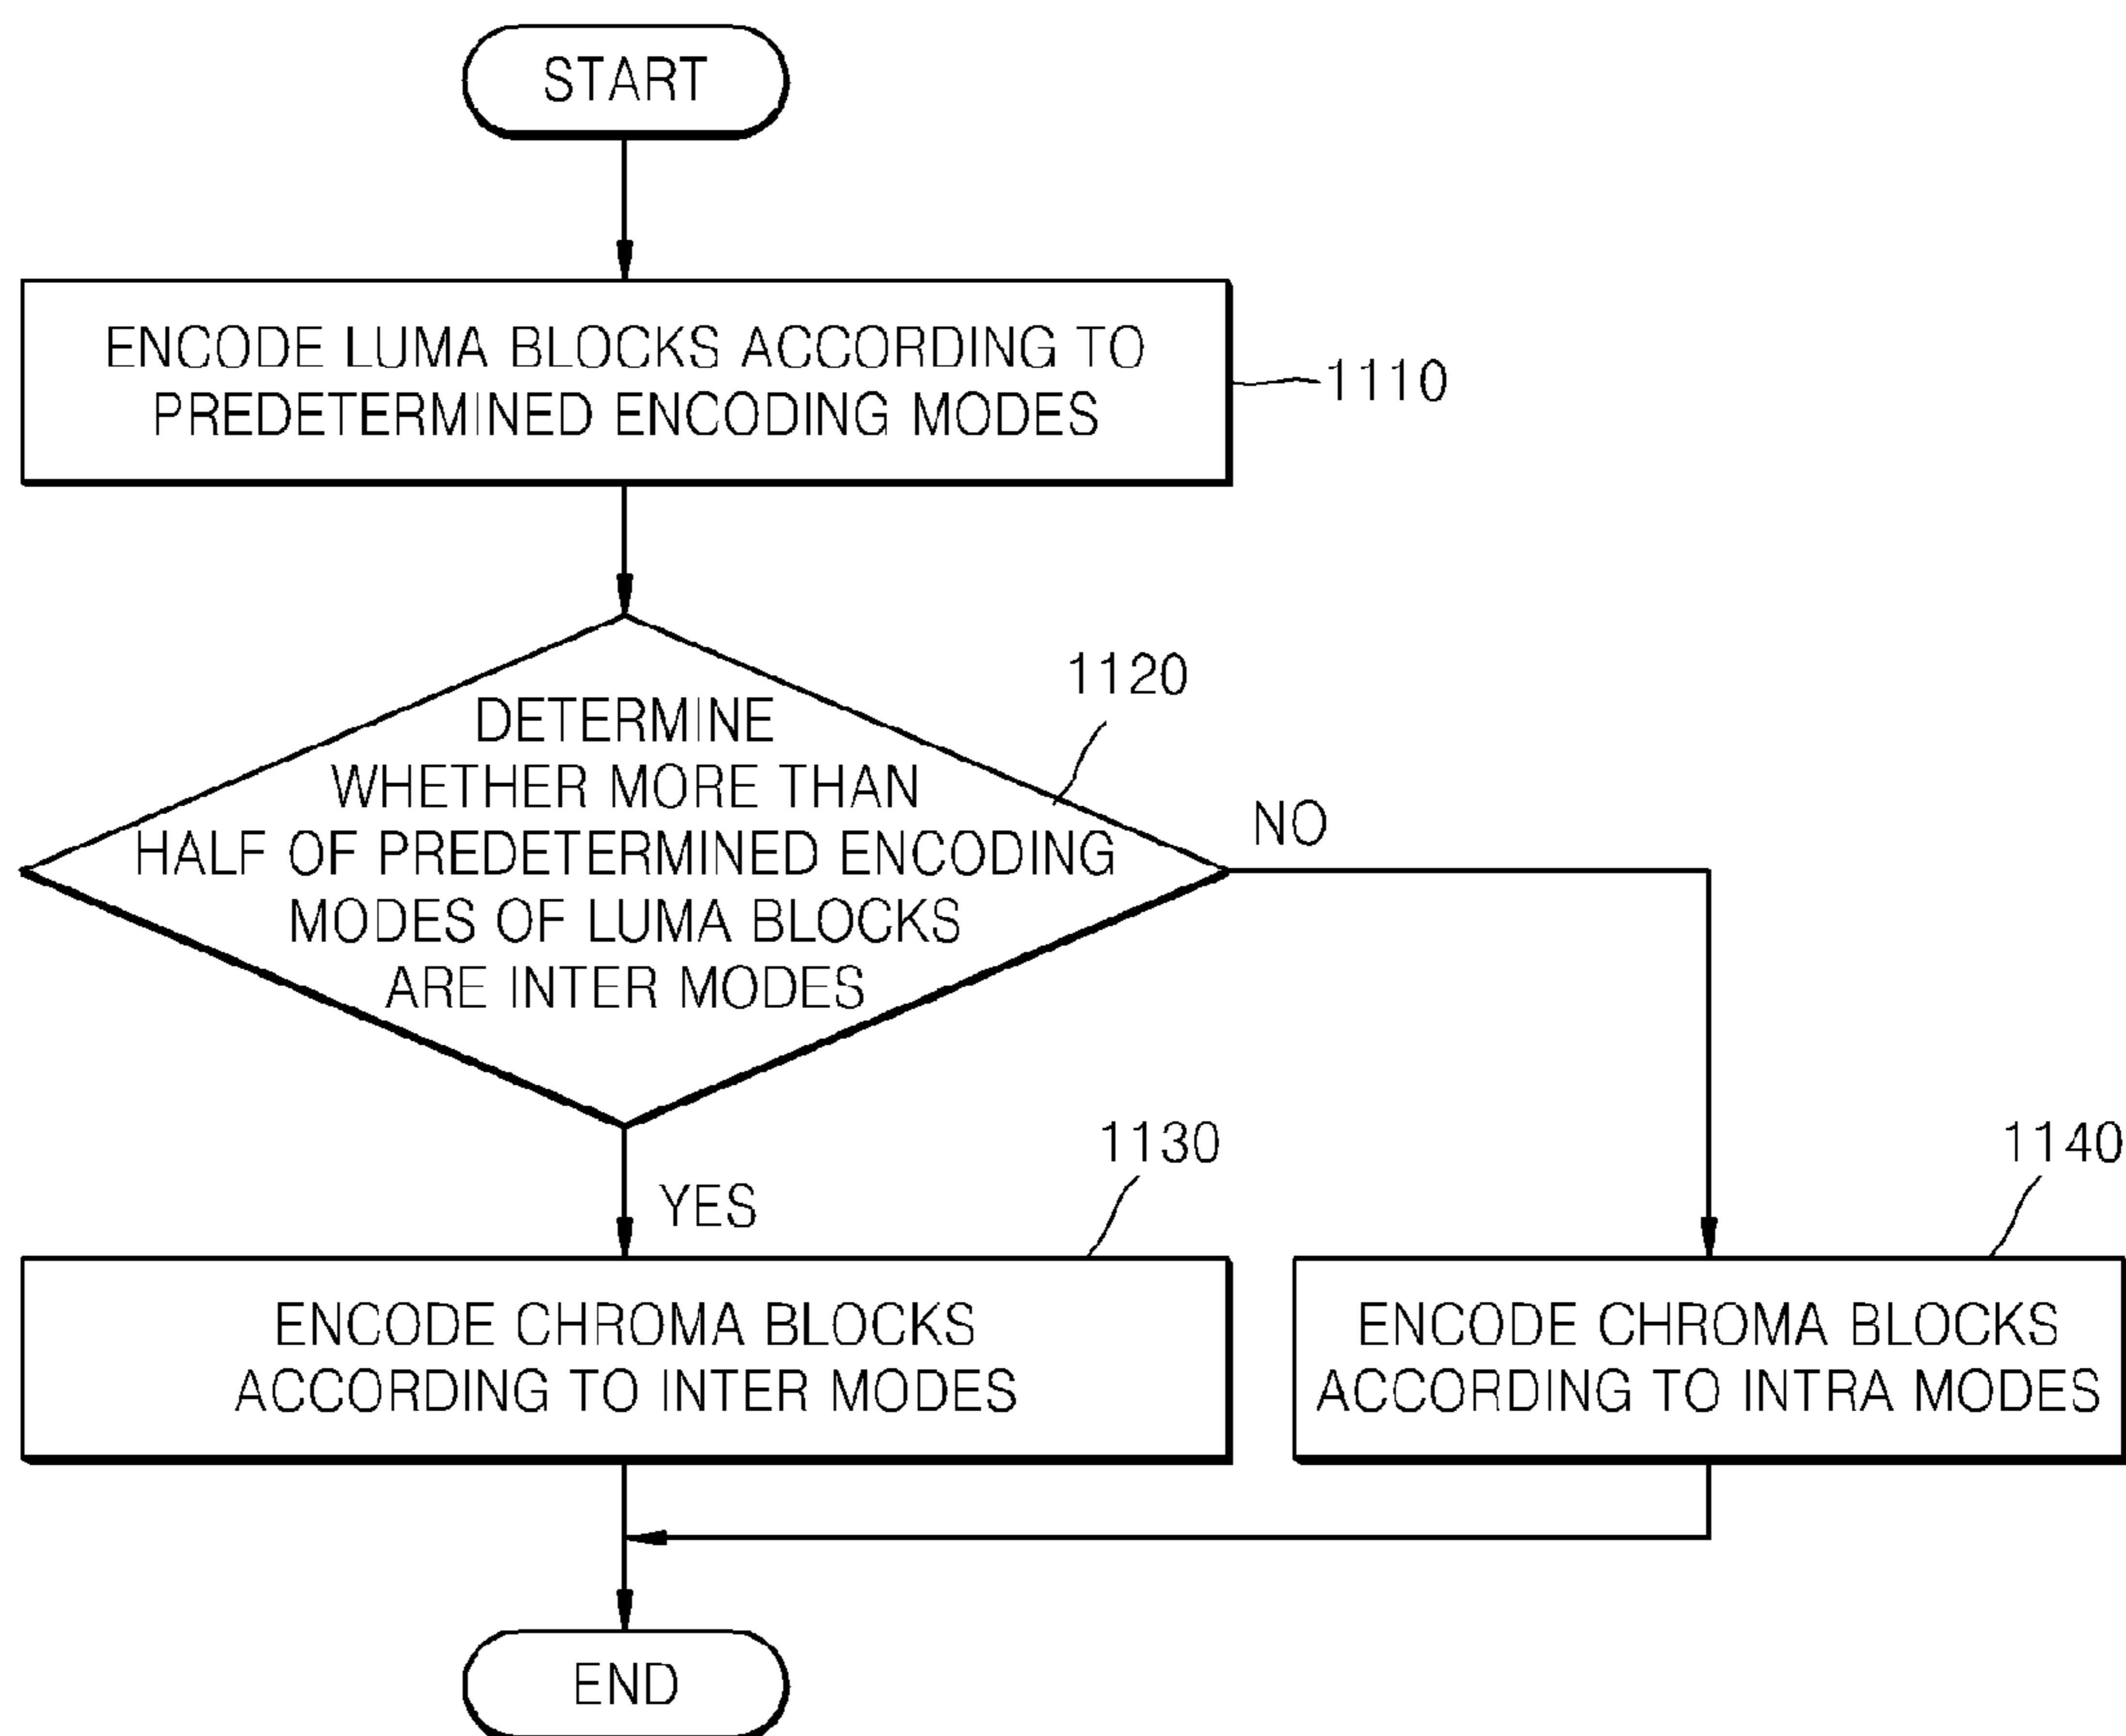 START
ENCODE LUMA BLOCKS ACCORDING TO
PREDETERMINED ENCODING MODES
1110
1120
DETERMINE
WHETHER MORE THAN
HALF OF PREDETERMINED ENCODING
MODES OF LUMA BLOCKS
ARE INTER MODES
NO
YES
1130
ENCODE CHROMA BLOCKS
ACCORDING TO INTER MODES
1140
ENCODE CHROMA BLOCKS
ACCORDING TO INTRA MODES
END